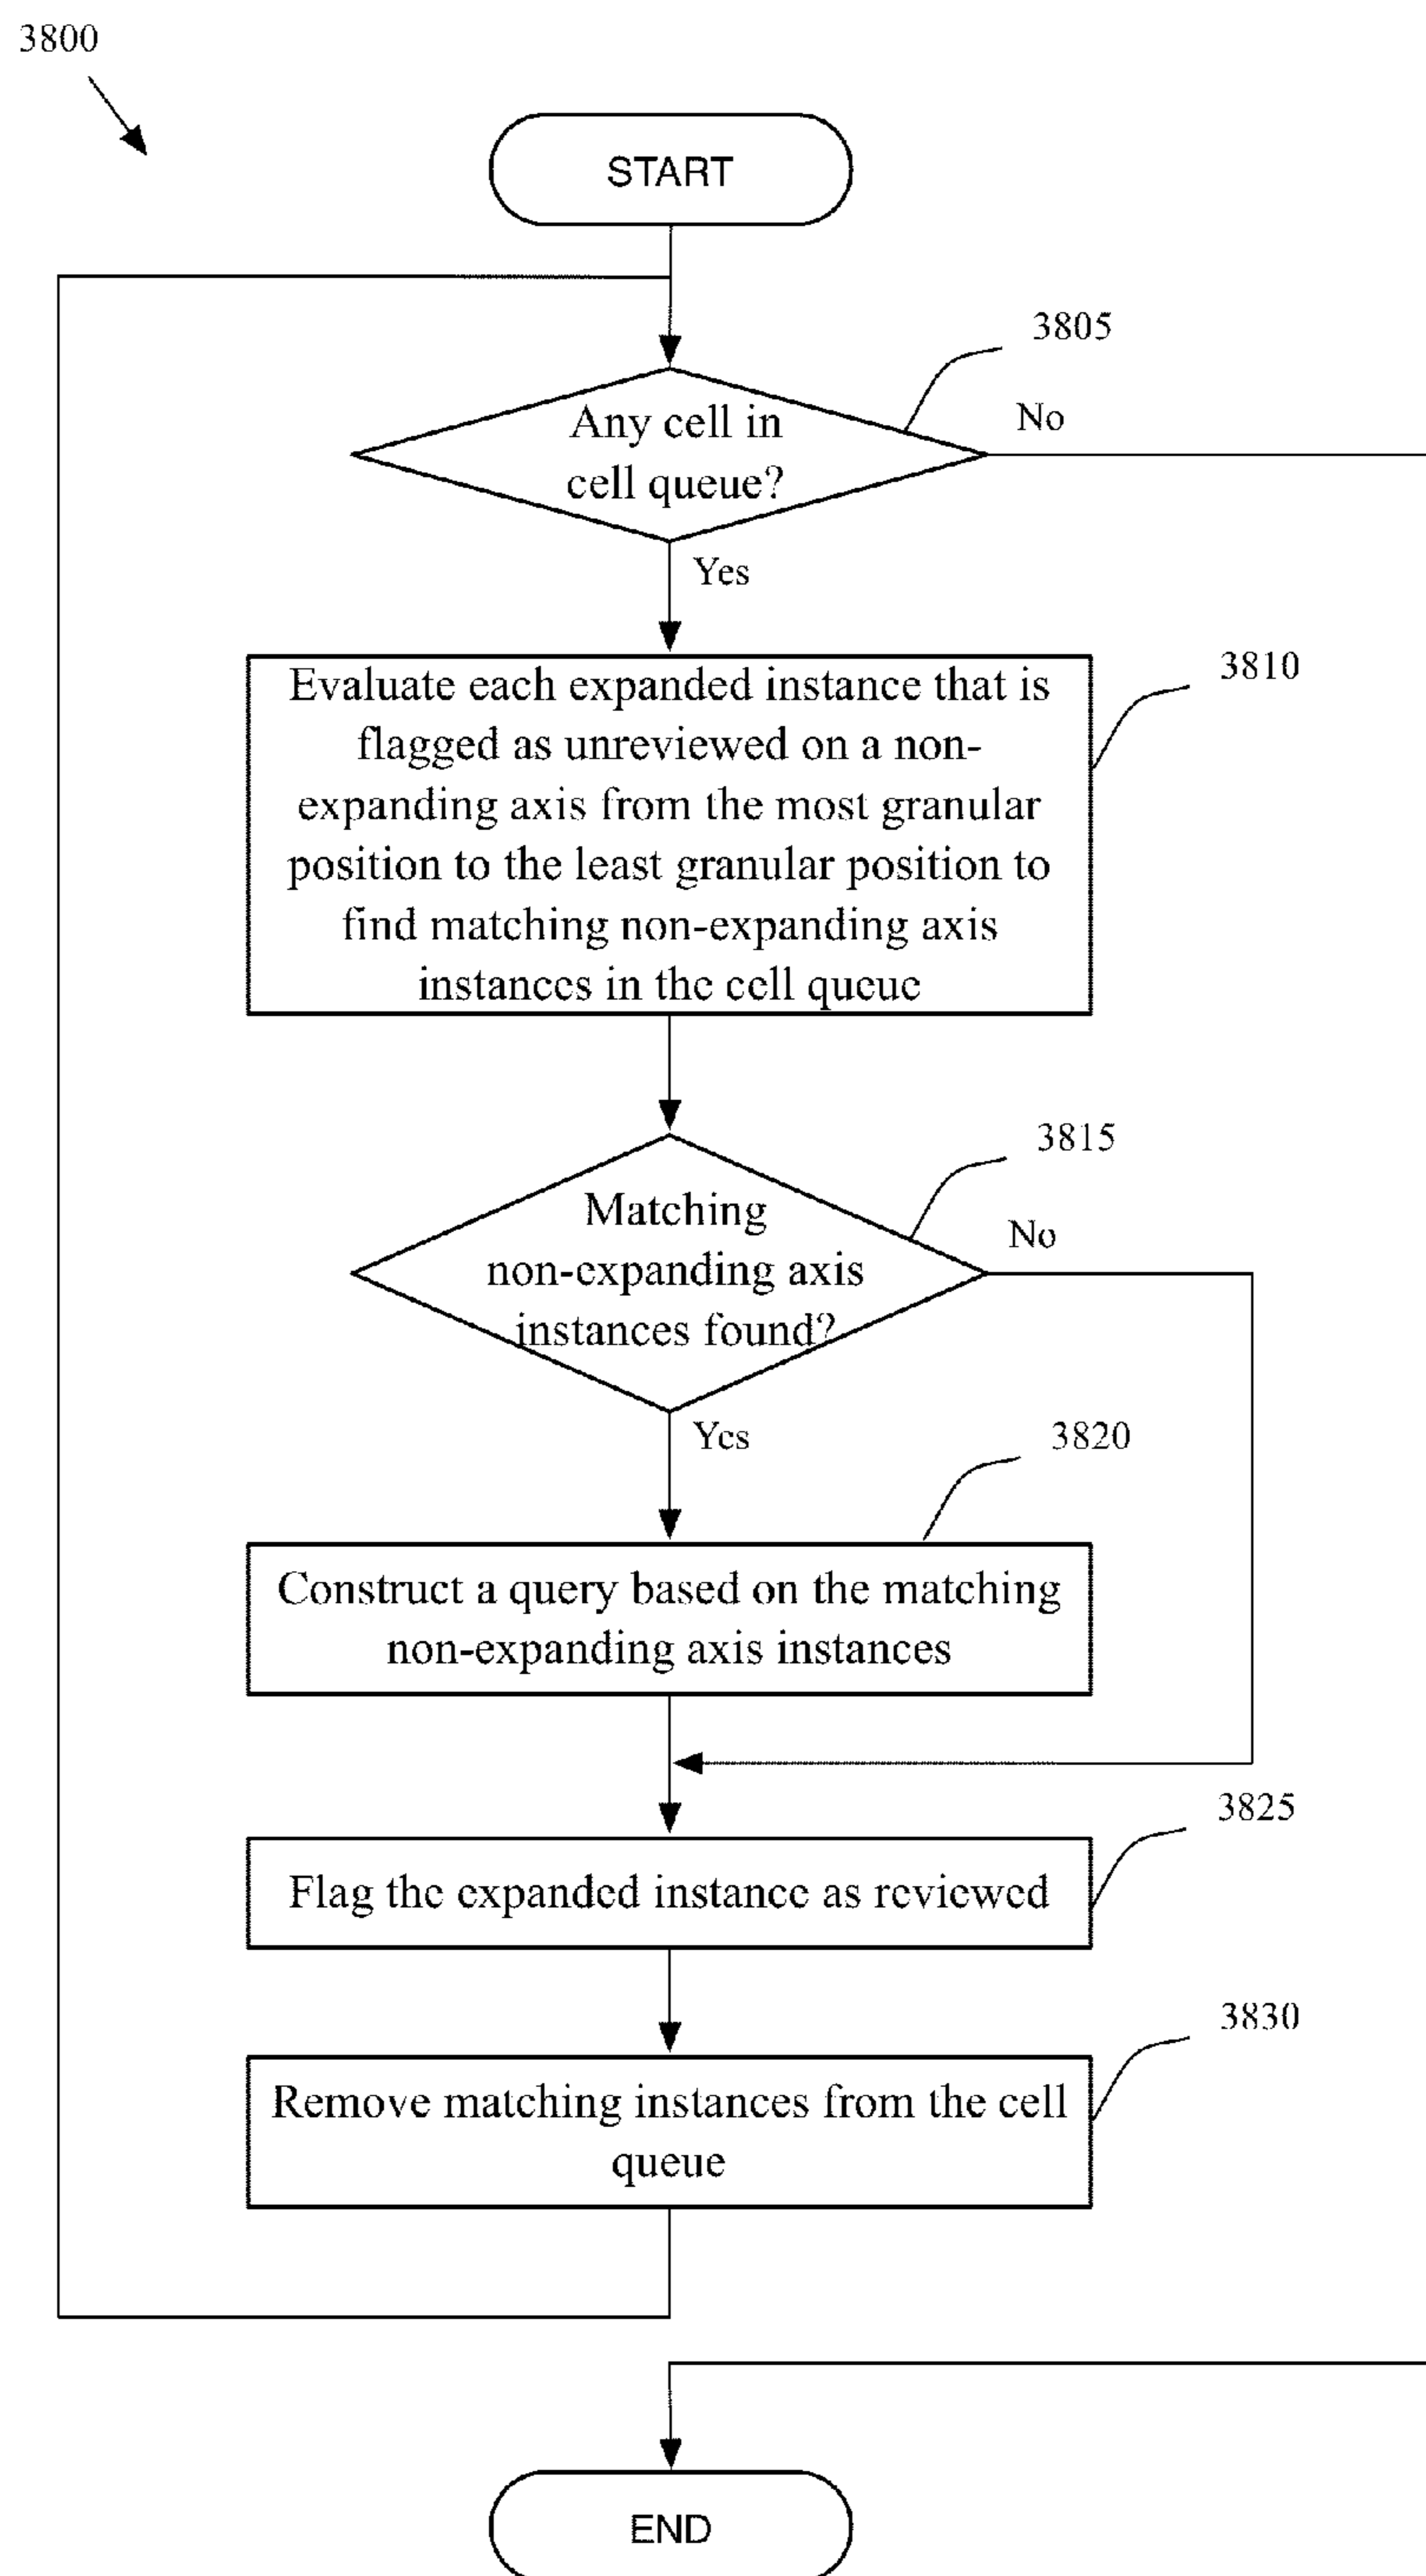 3800
START
3805
Any cell in
cell queue?
No
Yes
3810
Evaluate each expanded instance that is
flagged as unreviewed on a non-
expanding axis from the most granular
position to the least granular position to
find matching non-expanding axis
instances in the cell queue
3815
Matching
non-expanding axis
instances found?
No
Yes
3820
Construct a query based on the matching
non-expanding axis instances
3825
Flag the expanded instance as reviewed
3830
Remove matching instances from the cell
queue
END